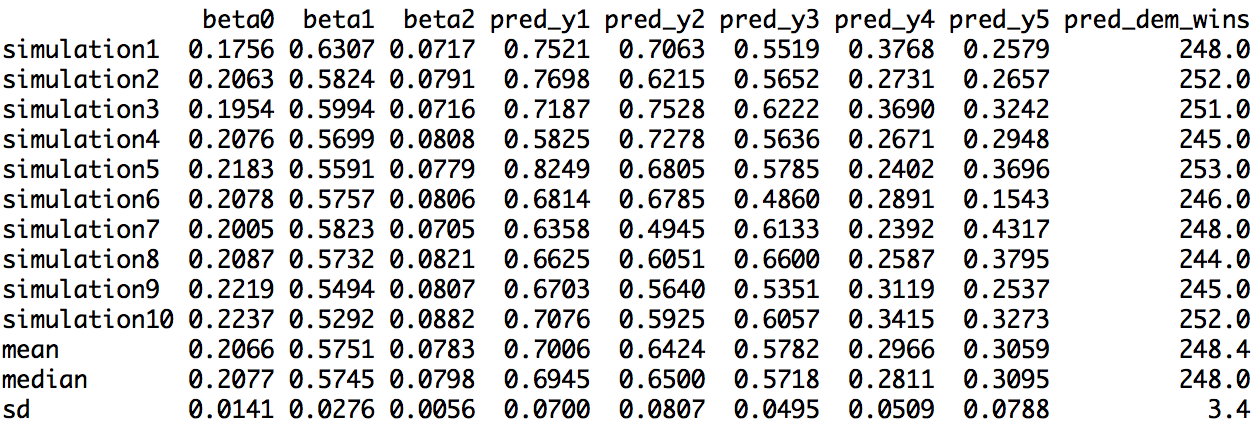 beta0 beta1 beta2 pred_y1 pred_y2 pred_y3 pred_y4 pred_y5 pred_dem_wins
simulation1 0.1756 0.6307 0.0717 0.7521 0.7063 0.5519 0.3768 0.2579 248.0
simulation2 0.2063 0.5824 0.0791 0.7698 0.6215 0.5652 0.2731 0.2657 252.0
simulation3 0.1954 0.5994 0.0716 0.7187 0.7528 0.6222 0.3690 0.3242 251.0
simulation4 0.2076 0.5699 0.0808 0.5825 0.7278 0.5636 0.2671 0.2948 245.0
simulation5 0.2183 0.5591 0.0779 0.8249 0.6805 0.5785 0.2402 0.3696 253.0
simulation6 0.2078 0.5757 0.0806 0.6814 0.6785 0.4860 0.2891 0.1543 246.0
simulation7 0.2005 0.5823 0.0705 0.6358 0.4945 0.6133 0.2392 0.4317 248.0
simulation8 0.2087 0.5732 0.0821 0.6625 0.6051 0.6600 0.2587 0.3795 244.0
simulation9 0.2219 0.5494 0.0807 0.6703 0.5640 0.5351 0.3119 0.2537 245.0
simulation10 0.2237 0.5292 0.0882 0.7076 0.5925 0.6057 0.3415 0.3273 252.0
mean 0.2066 0.5751 0.0783 0.7006 0.6424 0.5782 0.2966 0.3059 248.4
median 0.2077 0.5745 0.0798 0.6945 0.6500 0.5718 0.2811 0.3095 248.0
sd 0.0141 0.0276 0.0056 0.0700 0.0807 0.0495 0.0509 0.0788 3.4